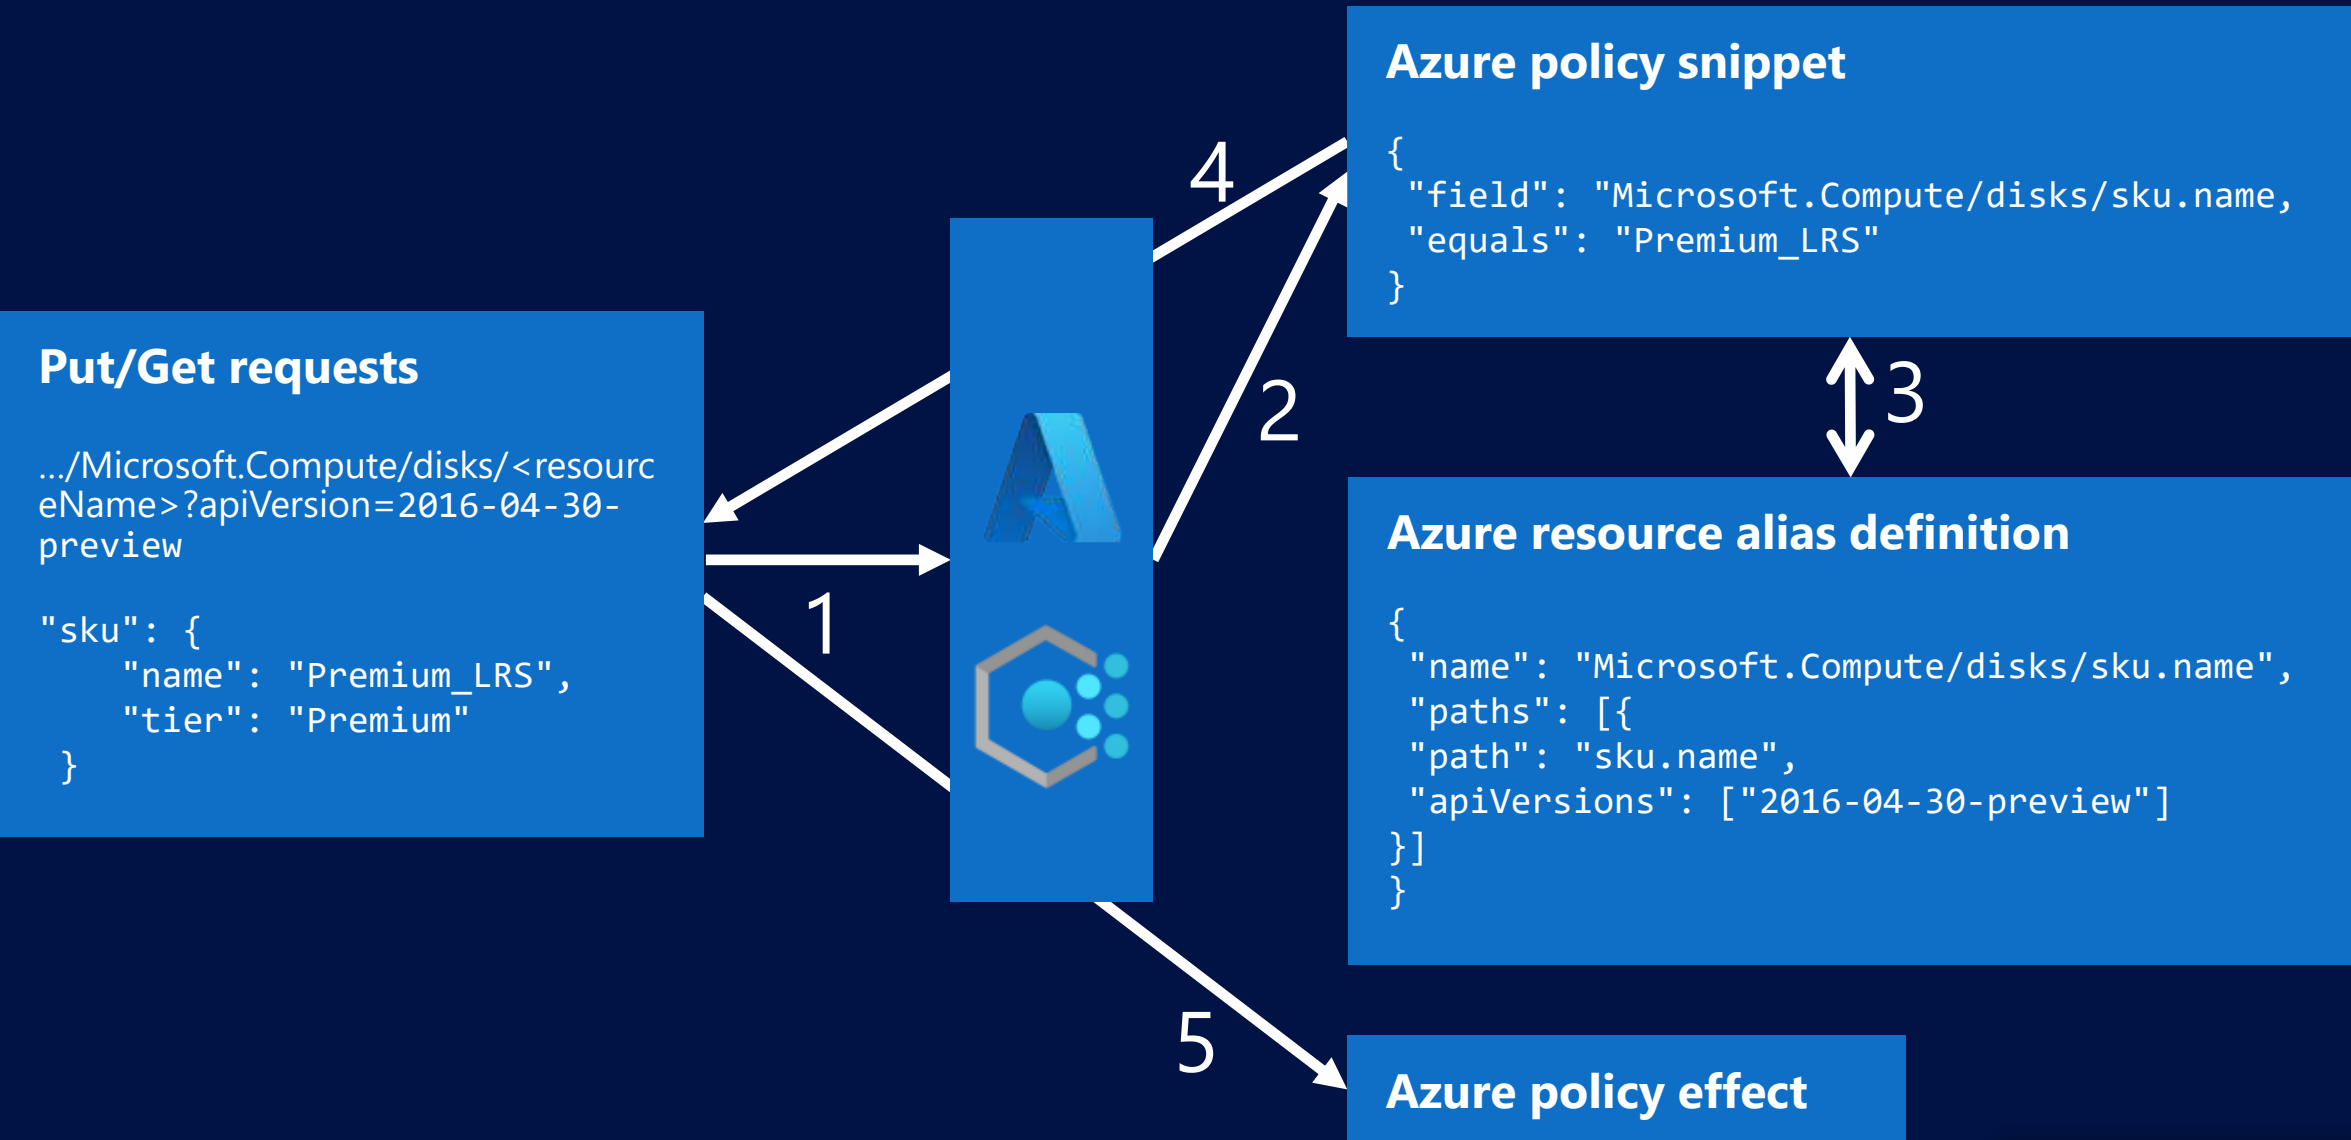 Put/Get requests
.../Microsoft.Compute/disks/<resourc
eName>?apiVersion=2016-04-30-
preview
"sku": {
"name": "Premium_LRS",
"tier": "Premium"
}
1
4
2
5
Azure policy snippet
{
"field": "Microsoft.Compute/disks/sku.name,
"equals": "Premium_LRS"
}
3
Azure resource alias definition
{
"name": "Microsoft.Compute/disks/sku.name",
"paths": [{
"path": "sku.name",
"apiVersions": ["2016-04-30-preview"]
}]
}
Azure policy effect